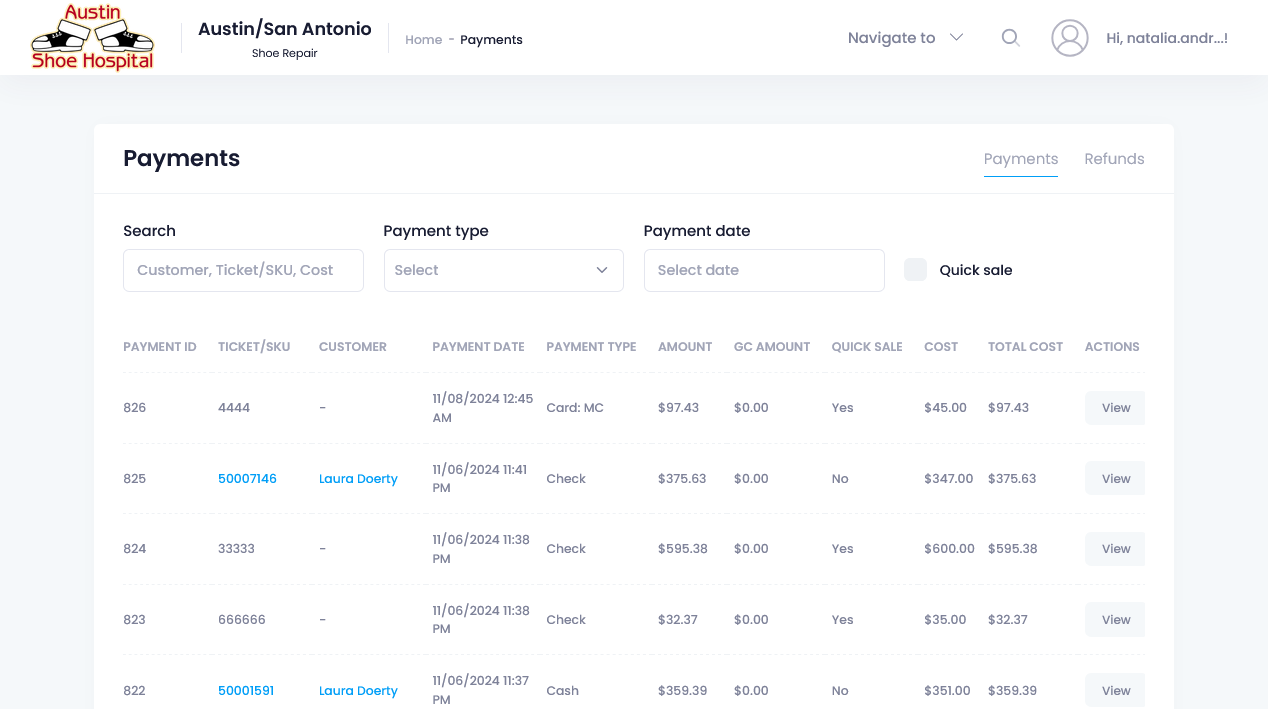 Austin
Shoe Hospital
Austin/San Antonio
Shoe Repair
Home - Payments
Navigate to
Hi, natalia.andr...!
Payments
Payments Refunds
Search Payment type Payment date
Customer, Ticket/SKU, Cost Select Select date Quick sale
PAYMENT ID TICKET/SKU CUSTOMER PAYMENT DATE PAYMENT TYPE AMOUNT GC AMOUNT QUICK SALE COST TOTAL COST ACTIONS
826 4444 - 11/08/2024 12:45 AM Card: MC $97.43 $0.00 Yes $45.00 $97.43 View
825 50007146 Laura Doerty 11/06/2024 11:41 PM Check $375.63 $0.00 No $347.00 $375.63 View
824 33333 - 11/06/2024 11:38 PM Check $595.38 $0.00 Yes $600.00 $595.38 View
823 666666 - 11/06/2024 11:38 PM Check $32.37 $0.00 Yes $35.00 $32.37 View
822 50001591 Laura Doerty 11/06/2024 11:37 PM Cash $359.39 $0.00 No $351.00 $359.39 View